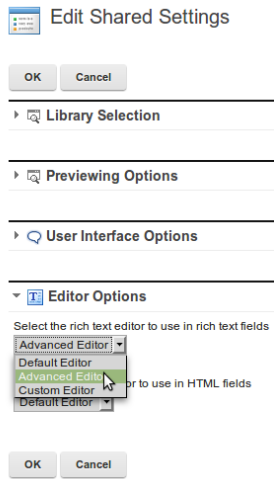 Edit Shared Settings
OK Cancel
Library Selection
Previewing Options
User Interface Options
Editor Options
Select the rich text editor to use in rich text fields
Advanced Editor
Default Editor
Advanced Editor
Custom Editor
or to use in HTML fields
Default Editor
OK Cancel